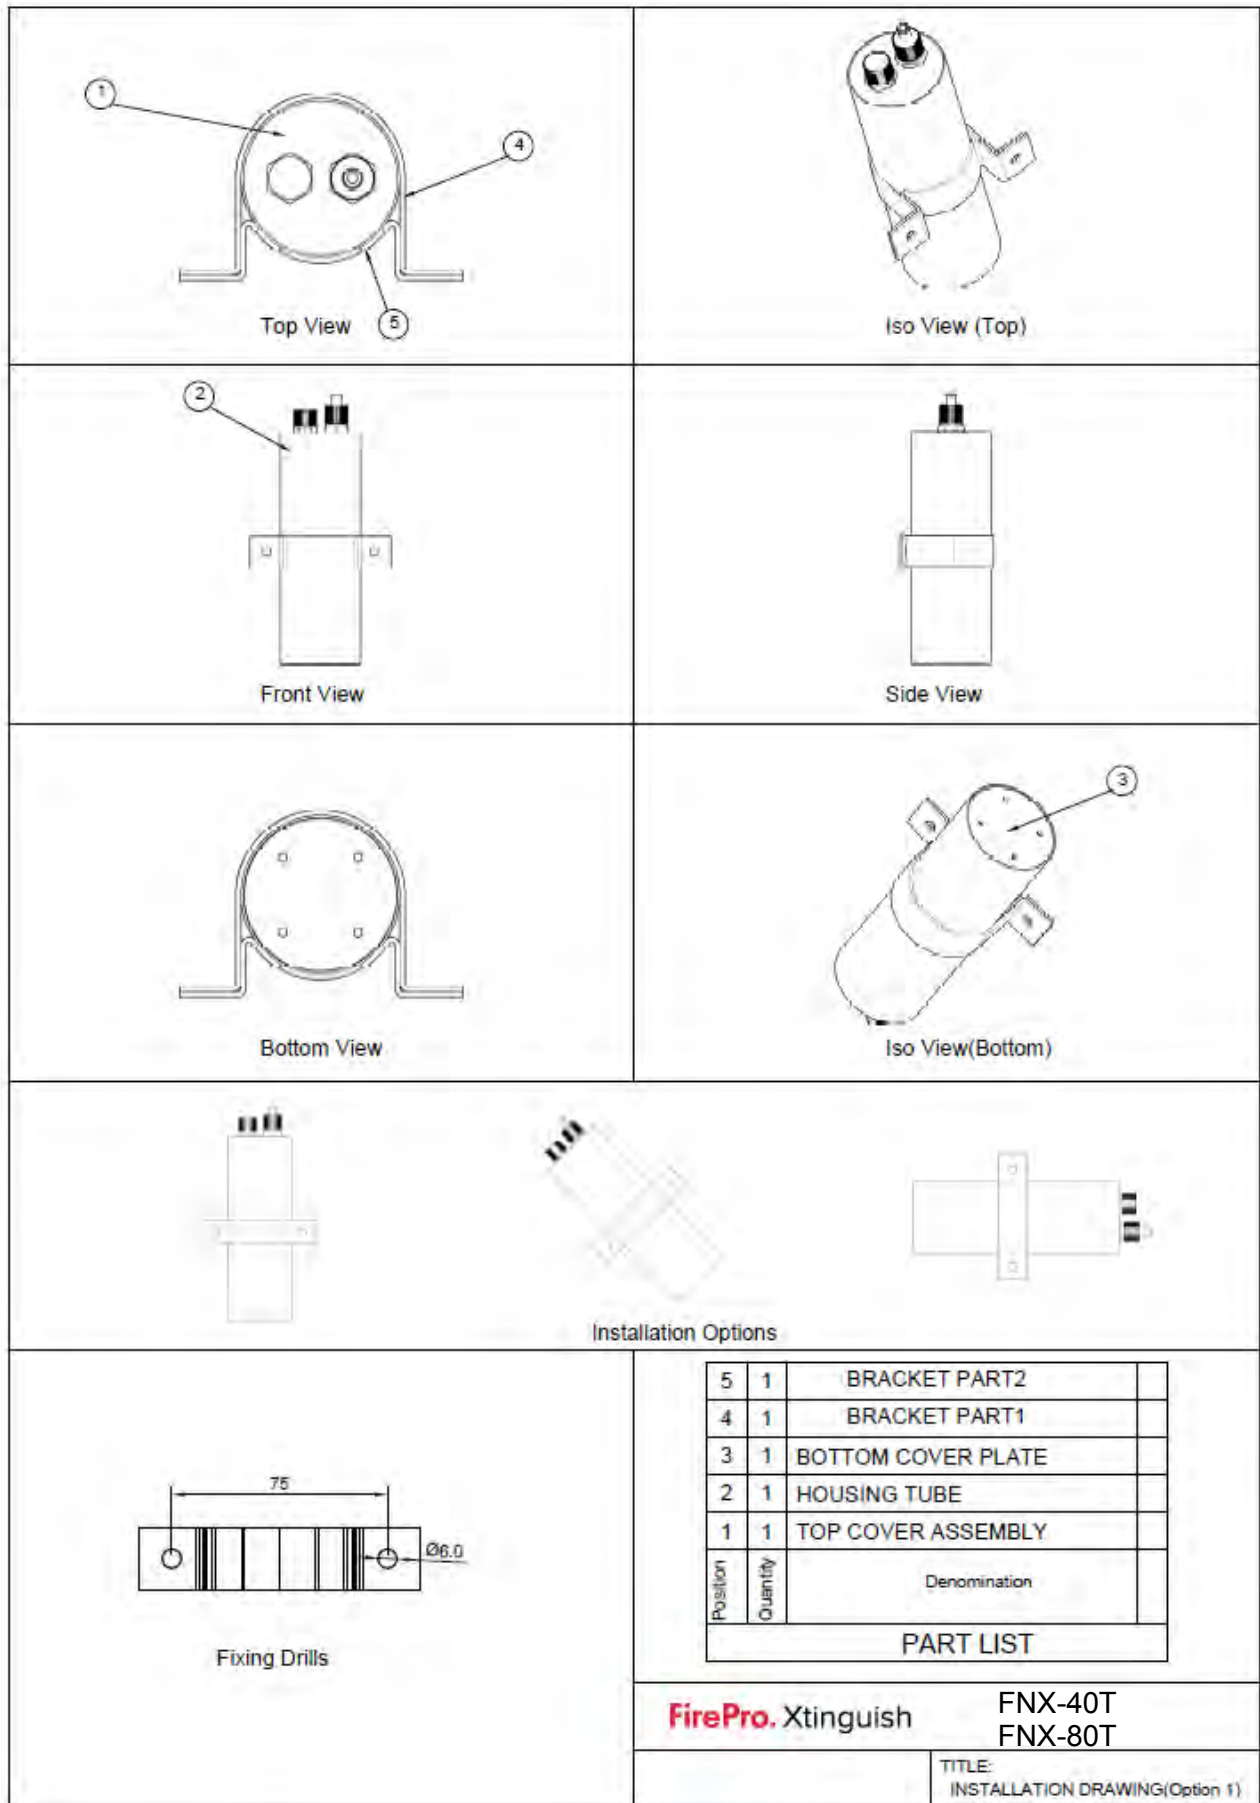 1
4
Top View
5
Iso View (Top)
2
Front View
Side View
3
Bottom View
Iso View(Bottom)
Installation Options
75
Ø6.0
Fixing Drills
5 1 BRACKET PART2
4 1 BRACKET PART1
3 1 BOTTOM COVER PLATE
2 1 HOUSING TUBE
1 1 TOP COVER ASSEMBLY
Position Quantity Denomination
PART LIST
FirePro. Xtinguish
FNX-40T
FNX-80T
TITLE:
INSTALLATION DRAWING(Option 1)